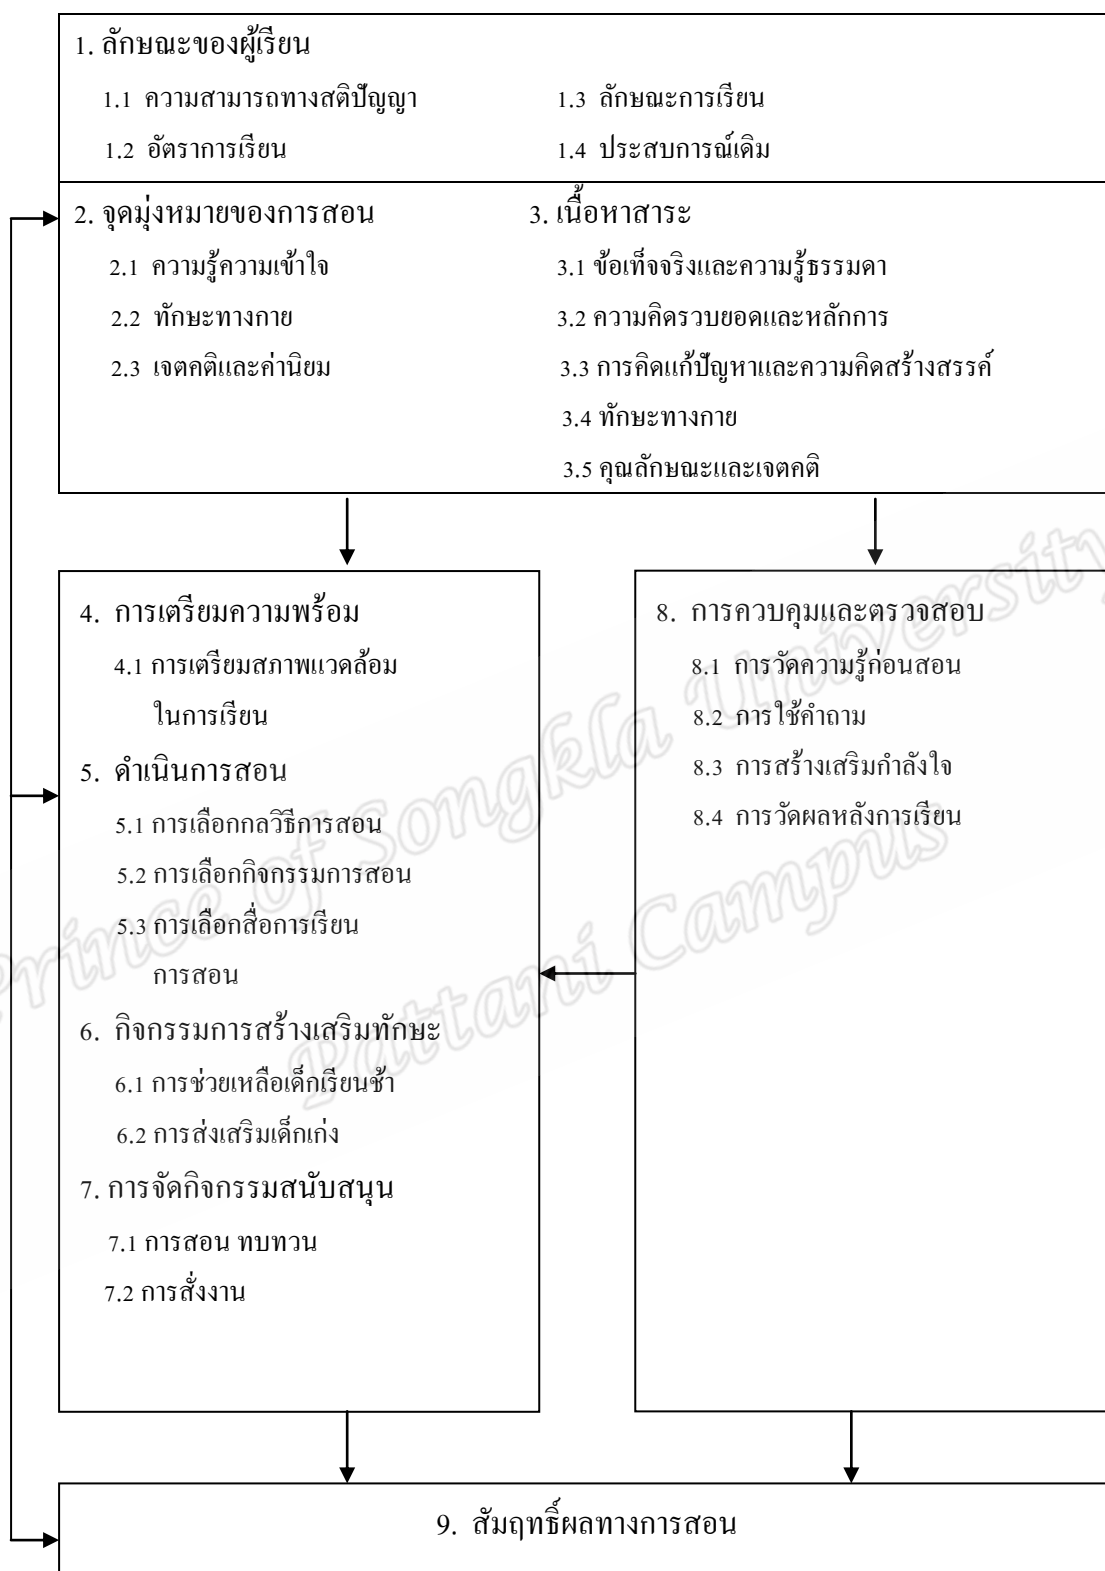 1. ลักษณะของผู้เรียน
1.1 ความสามารถทางสติปัญญา
1.3 ลักษณะการเรียน
1.2 อัตราการเรียน
1.4 ประสบการณ์เดิม
2. จุดมุ่งหมายของการสอน
2.1 ความรู้ความเข้าใจ
2.2 ทักษะทางกาย
2.3 เจตคติและค่านิยม
3. เนื้อหาสาระ
3.1 ข้อเท็จจริงและความรู้ธรรมดา
3.2 ความคิดรวบยอดและหลักการ
3.3 การคิดแก้ปัญหาและความคิดสร้างสรรค์
3.4 ทักษะทางกาย
3.5 คุณลักษณะและเจตคติ
4. การเตรียมความพร้อม
4.1 การเตรียมสภาพแวดล้อม
ในการเรียน
5. ดำเนินการสอน
5.1 การเลือกกลวิธีการสอน
5.2 การเลือกกิจกรรมการสอน
5.3 การเลือกสื่อการเรียน
การสอน
6. กิจกรรมการสร้างเสริมทักษะ
6.1 การช่วยเหลือเด็กเรียนช้า
6.2 การส่งเสริมเด็กเก่ง
7. การจัดกิจกรรมสนับสนุน
7.1 การสอน ทบทวน
7.2 การสั่งงาน
8. การควบคุมและตรวจสอบ
8.1 การวัดความรู้ก่อนสอน
8.2 การใช้คำถาม
8.3 การสร้างเสริมกำลังใจ
8.4 การวัดผลหลังการเรียน
9. สัมฤทธิ์ผลทางการสอน
Prince of Songkla University
Pattani Campus